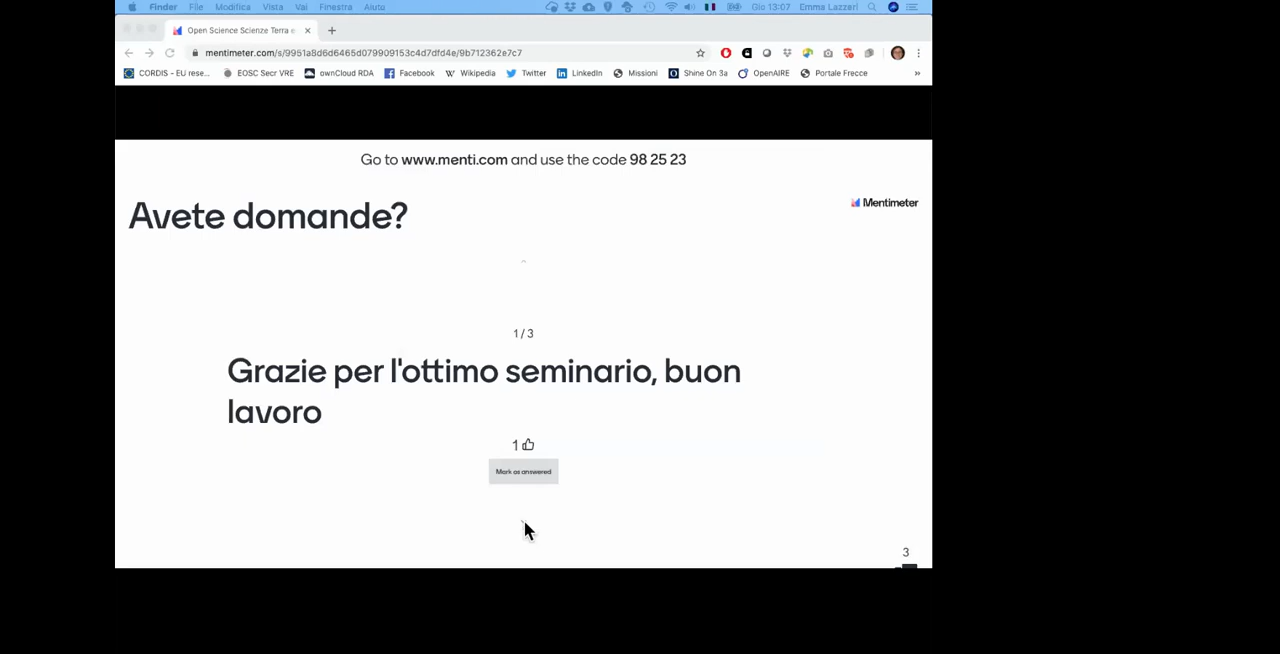 Finder File Modifica Vista Vai Finestra Aiuto Gio 13:07 Emma Lazzeri
Open Science Scienze Terra e
mentimeter.com/s/9951a8d6d6465d079909153c4d7dfd4e/9b712362e7c7
CORDIS - EU rese... EOSC Secr VRE ownCloud RDA Facebook Wikipedia Twitter LinkedIn Missioni Shine On 3a OpenAIRE Portale Frecce »
Go to www.menti.com and use the code 98 25 23
Avete domande?
Mentimeter
1 / 3
Grazie per l'ottimo seminario, buon
lavoro
1
Mark as answered
3